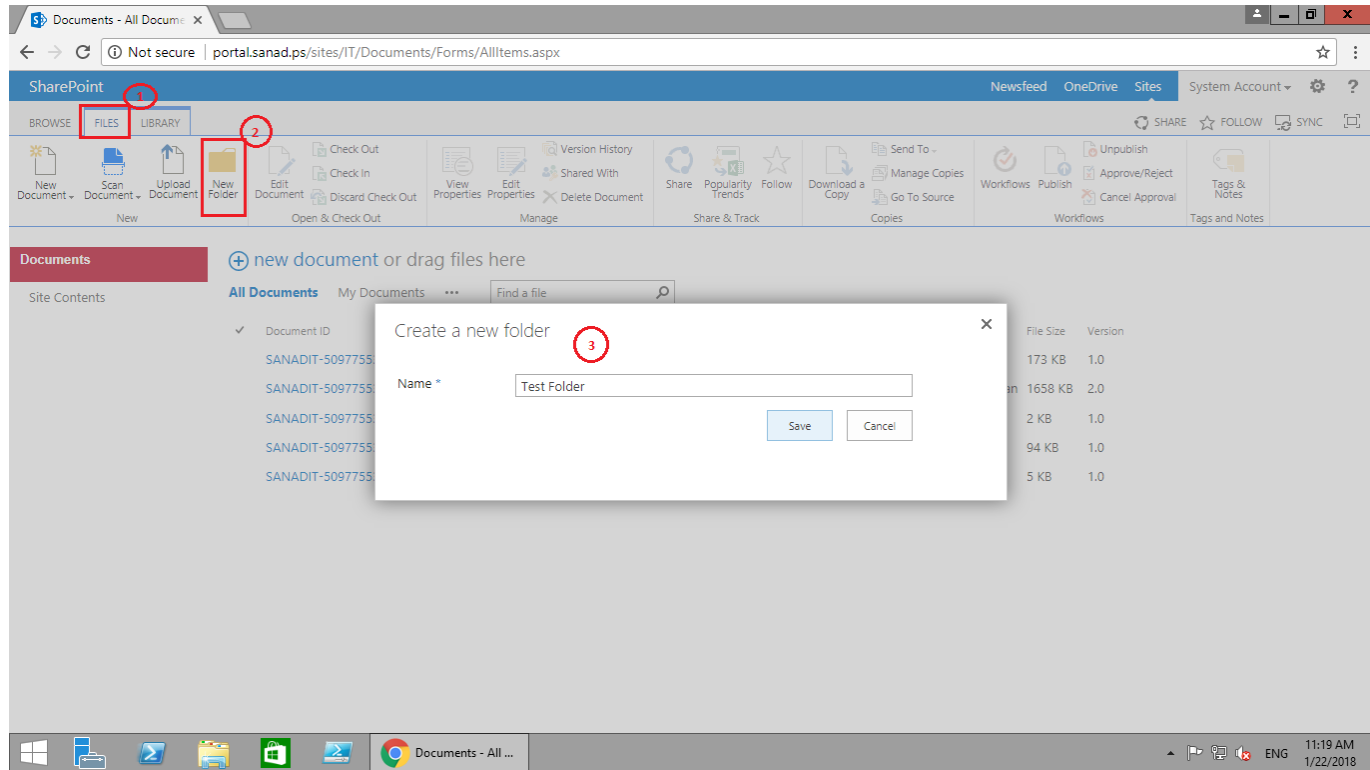 Documents - All Docume
Not secure | portal.sanad.ps/sites/IT/Documents/Forms/AllItems.aspx
SharePoint
Newsfeed OneDrive Sites System Account ?
1
BROWSE FILES LIBRARY
SHARE FOLLOW SYNC
2
New Document
Scan Document
Upload Document
New Folder
New
Edit Document
Check Out
Check In
Discard Check Out
Open & Check Out
View Properties
Edit Properties
Version History
Shared With
Delete Document
Manage
Share
Popularity Trends
Follow
Share & Track
Download a Copy
Send To
Manage Copies
Go To Source
Copies
Workflows
Publish
Unpublish
Approve/Reject
Cancel Approval
Workflows
Tags & Notes
Tags and Notes
Documents
Site Contents
new document or drag files here
All Documents My Documents ... Find a file
Document ID File Size Version
SANADIT-5097755 173 KB 1.0
SANADIT-5097755 an 1658 KB 2.0
SANADIT-5097755 2 KB 1.0
SANADIT-5097755 94 KB 1.0
SANADIT-5097755 5 KB 1.0
Create a new folder
3
Name * Test Folder
Save Cancel
Documents - All ...
ENG
11:19 AM
1/22/2018